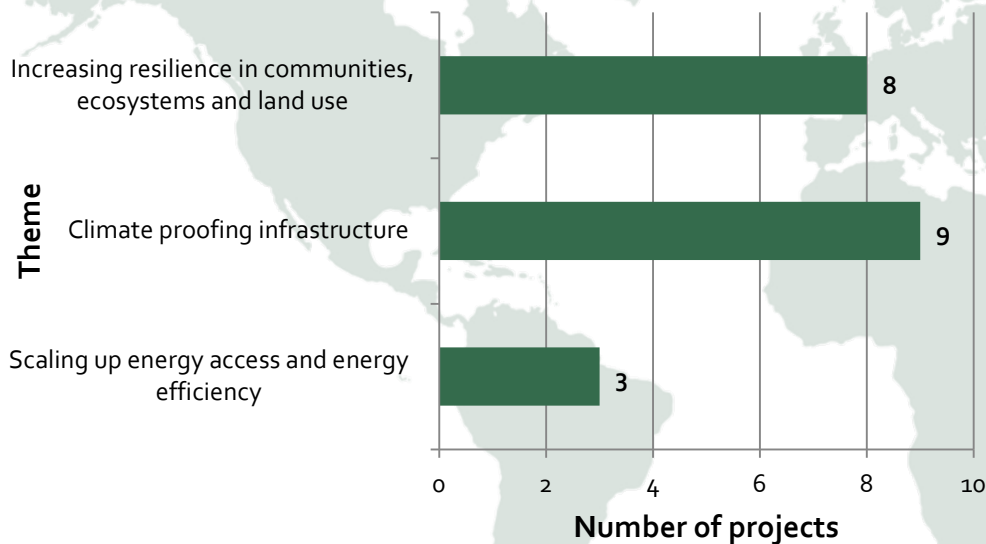 Increasing resilience in communities,
ecosystems and land use
8
Theme
Climate proofing infrastructure
9
Scaling up energy access and energy
efficiency
3
0 2 4 6 8 10
Number of projects